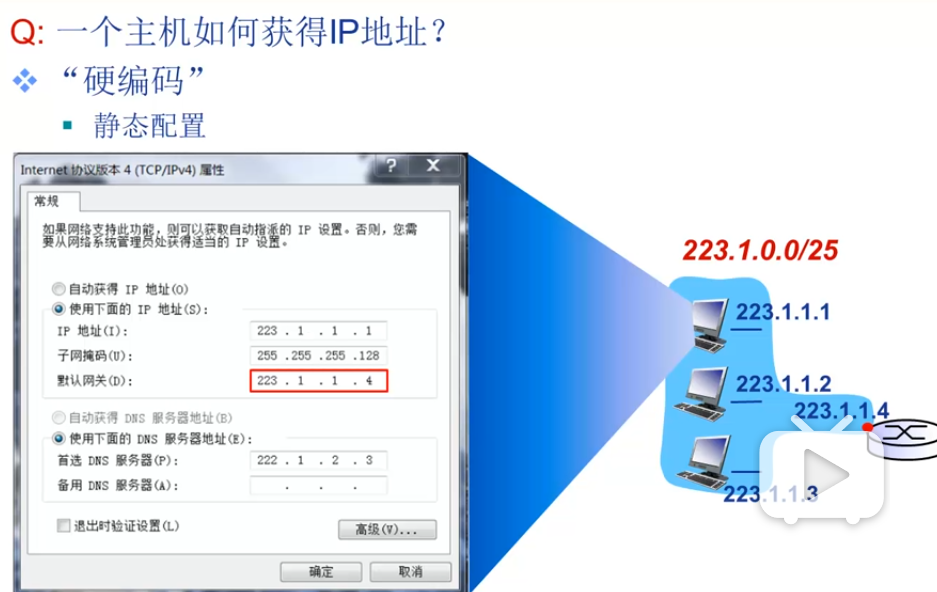 Q: 一个主机如何获得IP地址?
“硬编码”
静态配置
Internet 协议版本 4 (TCP/IPv4) 属性
常规
如果网络支持此功能，则可以获取自动指派的 IP 设置。否则，您需
要从网络系统管理员处获得适当的 IP 设置。
自动获得 IP 地址(O)
使用下面的 IP 地址(S):
IP 地址(I): 223 . 1 . 1 . 1
子网掩码(U): 255 .255 .255 .128
默认网关(D): 223 . 1 . 1 . 4
自动获得 DNS 服务器地址(B)
使用下面的 DNS 服务器地址(E):
首选 DNS 服务器(P): 222 . 1 . 2 . 3
备用 DNS 服务器(A): . . .
退出时验证设置(L)
高级(V)...
确定
取消
223.1.0.0/25
223.1.1.1
223.1.1.2
223.1.1.4
223.1.1.3